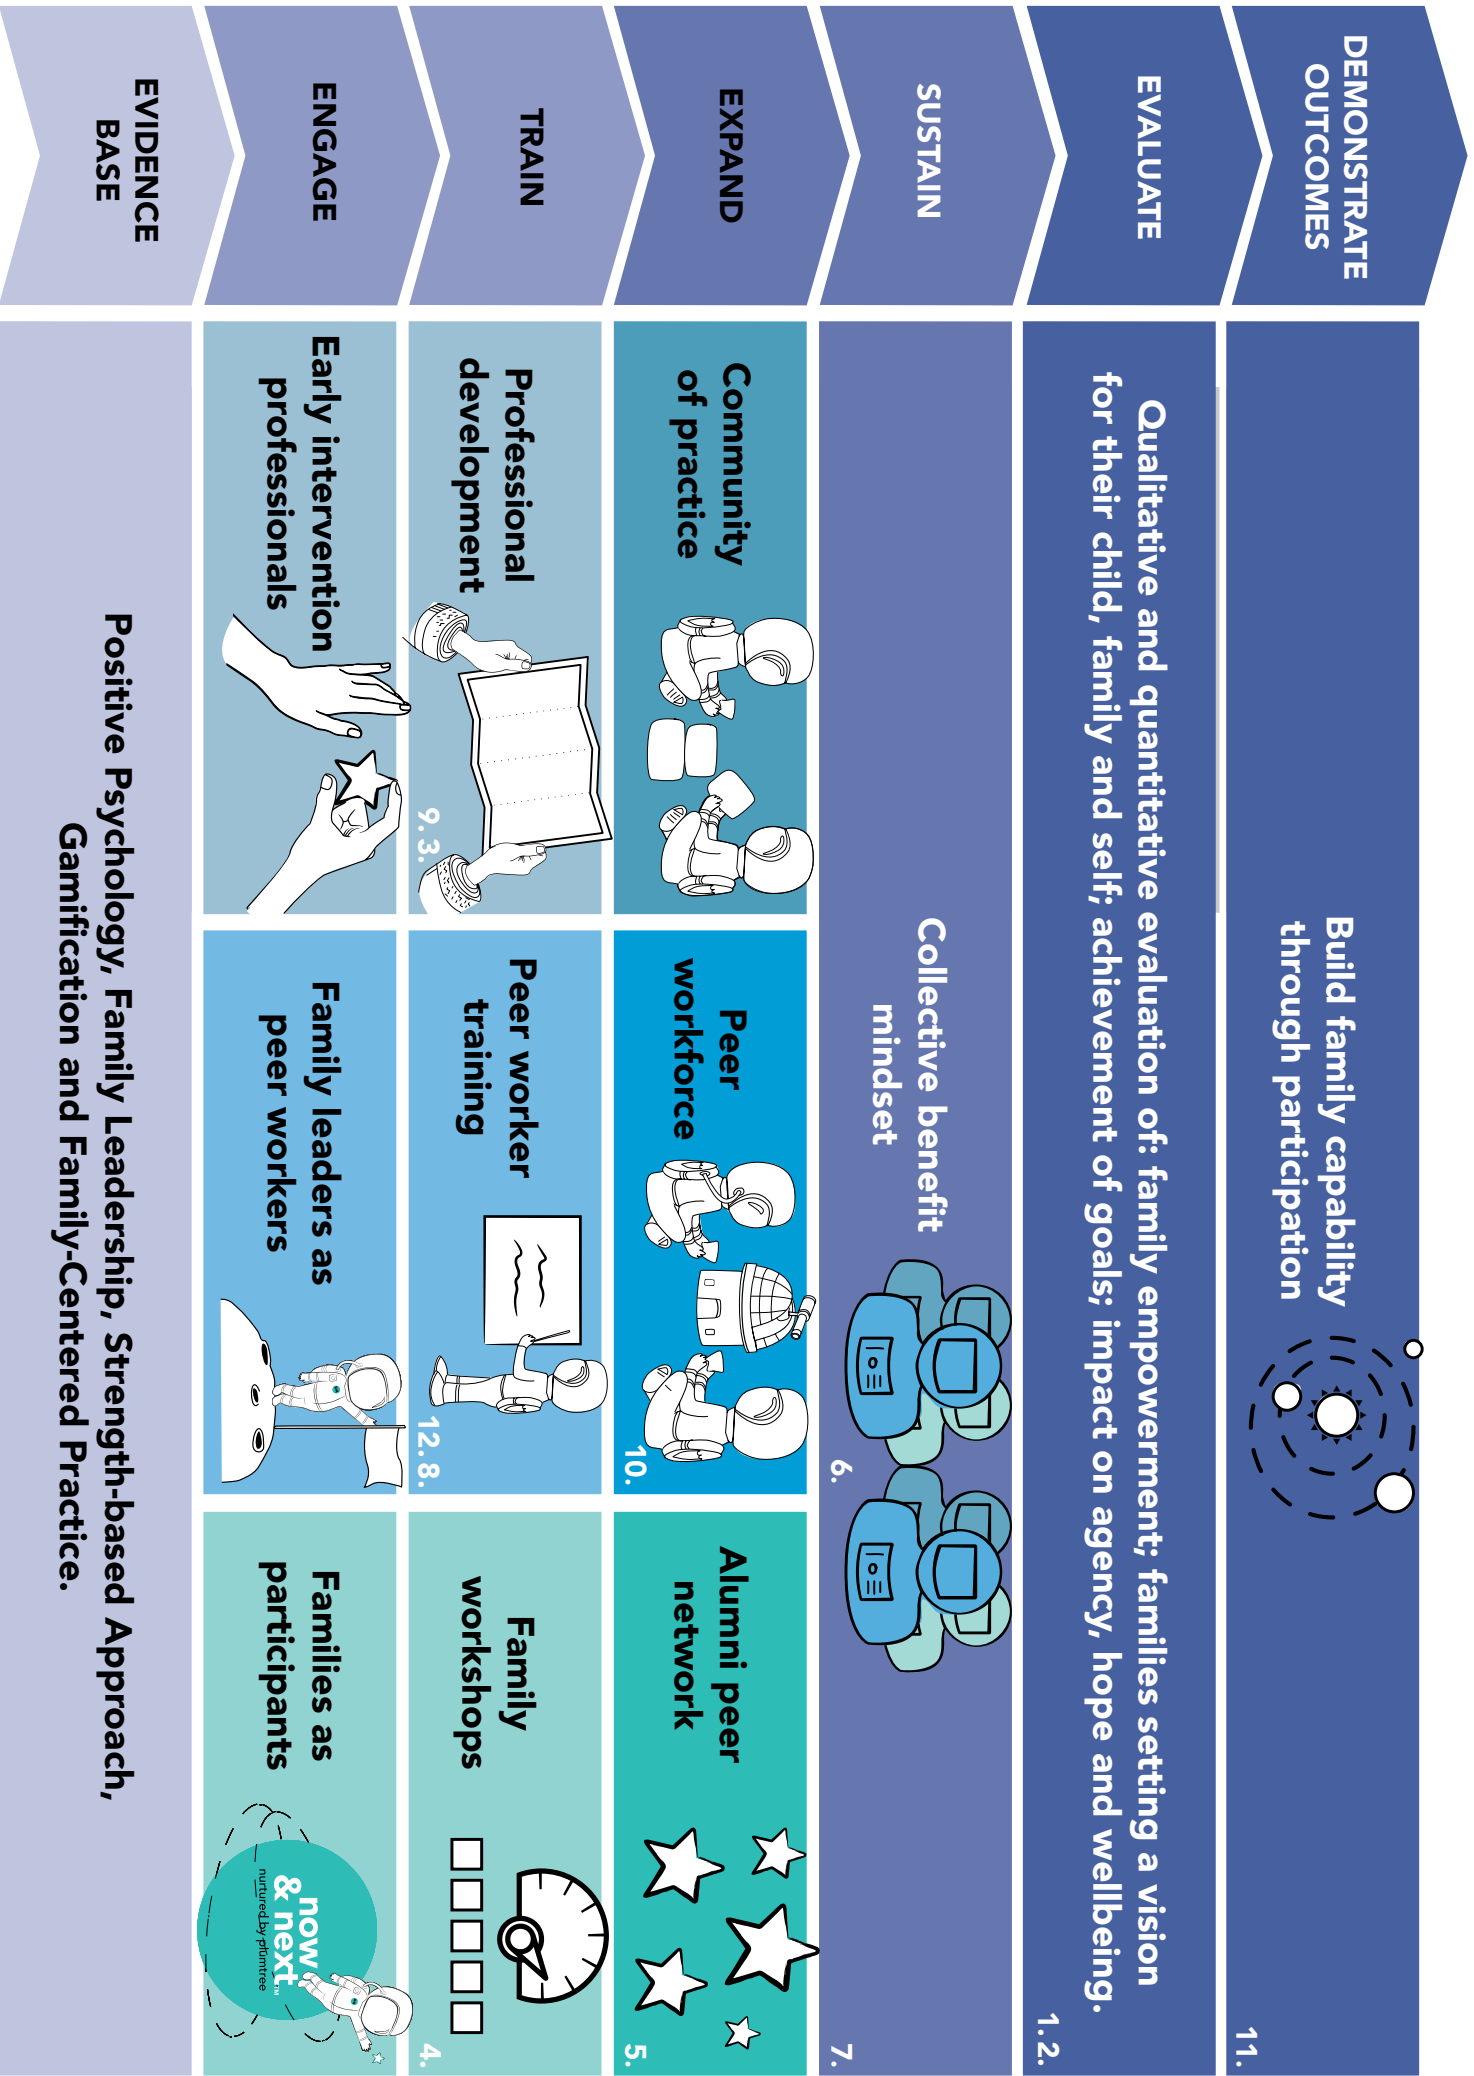 DEMONSTRATE
OUTCOMES
Build family capability
through participation
11.
EVALUATE
Qualitative and quantitative evaluation of: family empowerment; families setting a vision
for their child, family and self; achievement of goals; impact on agency, hope and wellbeing.
1. 2.
SUSTAIN
Collective benefit
mindset
6.
7.
EXPAND
Community
of practice
Peer
workforce
10.
Alumni peer
network
5.
TRAIN
Professional
development
9. 3.
Peer worker
training
12. 8.
Family
workshops
4.
ENGAGE
Early intervention
professionals
Family leaders as
peer workers
Families as
participants
now
& next™
nurtured by plumtree
EVIDENCE
BASE
Positive Psychology, Family Leadership, Strength-based Approach,
Gamification and Family-Centered Practice.